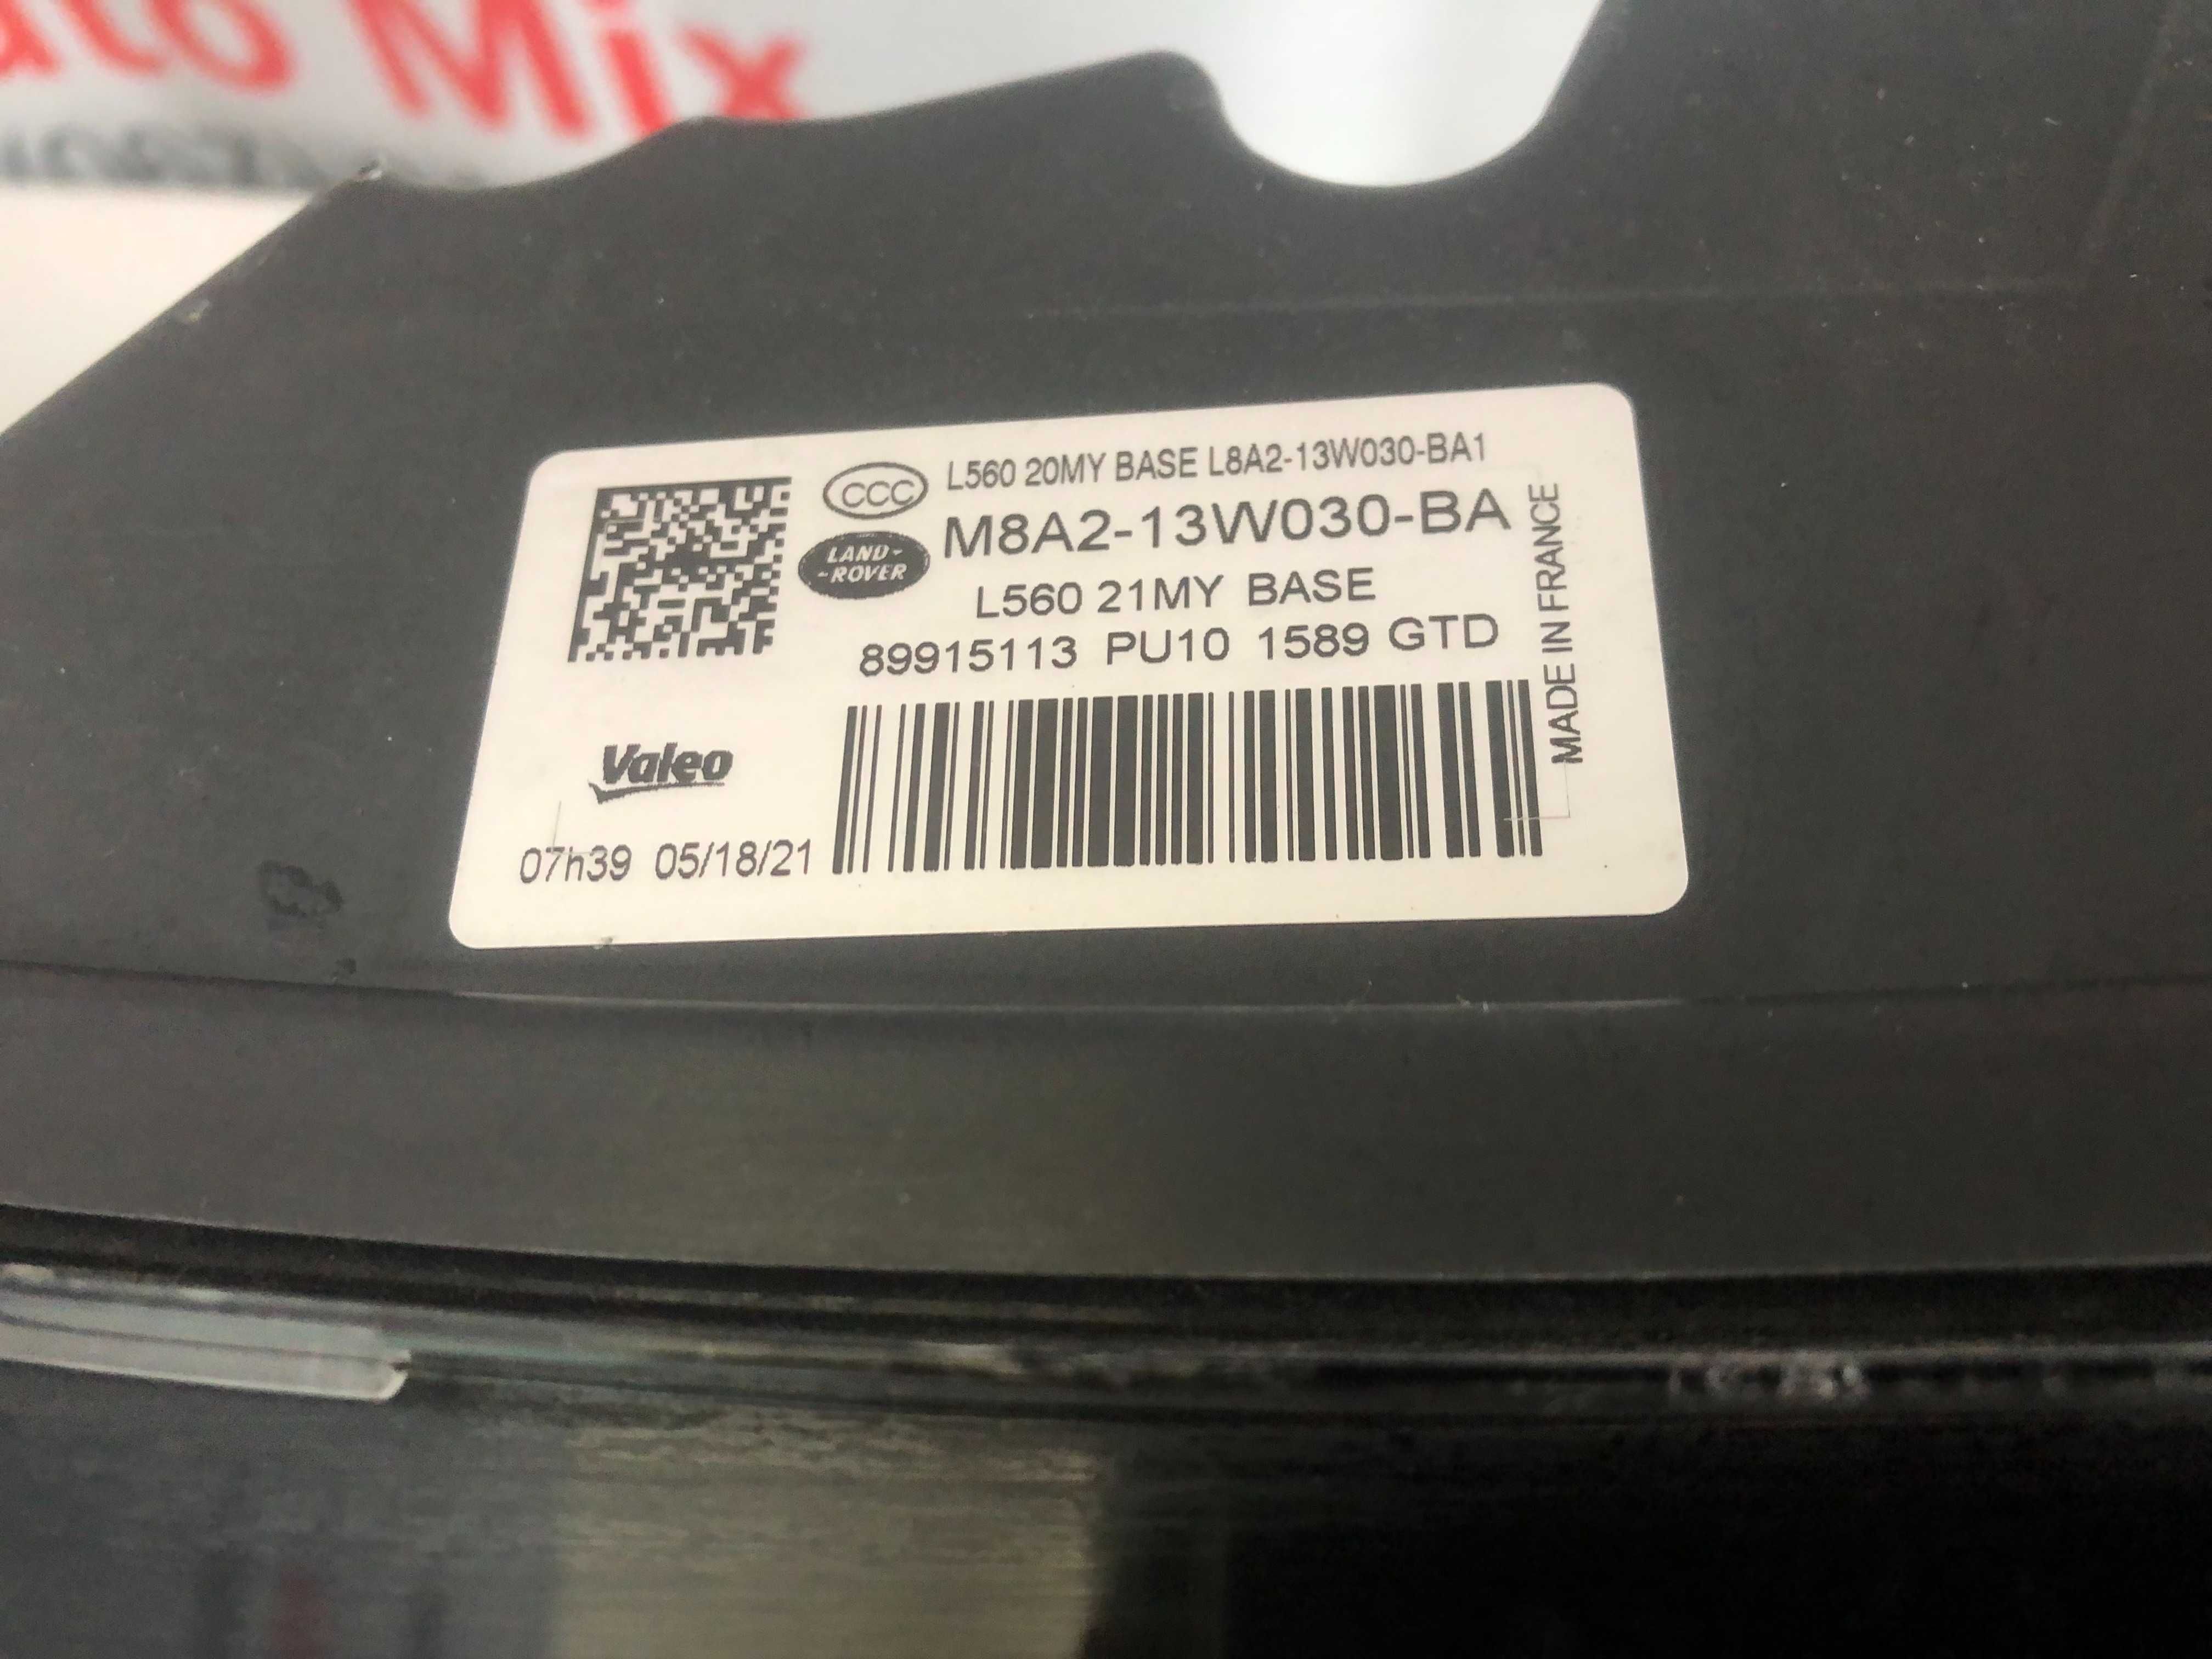 Mix
CCC
L560 20MY BASE L8A2-13W030-BA1
LAND-
-ROVER
M8A2-13W030-BA
L560 21MY BASE
89915113 PU10 1589 GTD
MADE IN FRANCE
Valeo
07h39 05/18/21